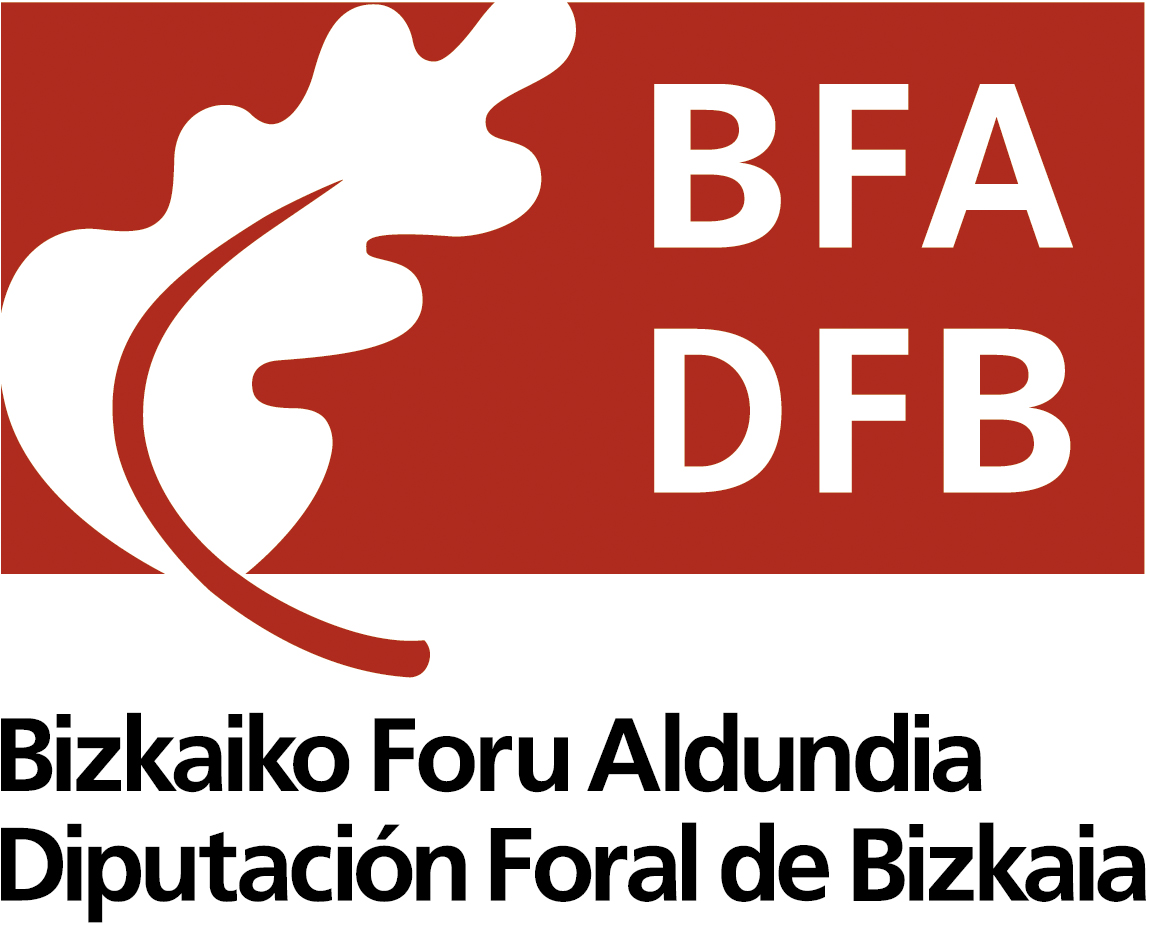 BFA
DFB
Bizkaiko Foru Aldundia
Diputación Foral de Bizkaia